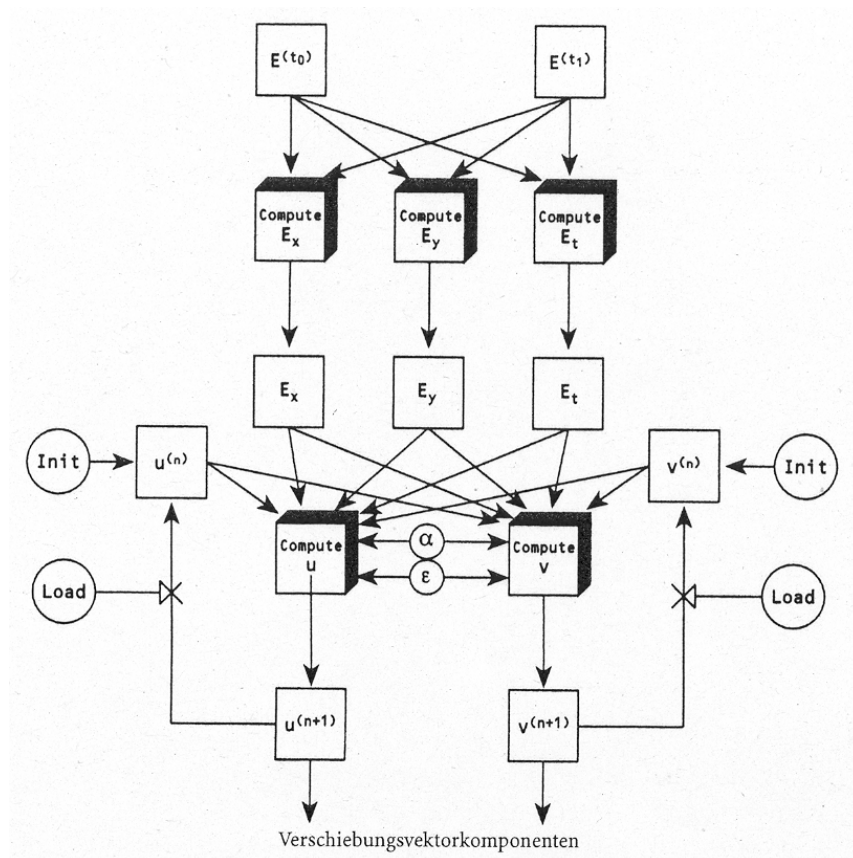 E(t0) E(t1)
Compute Ex Compute Ey Compute Et
Ex Ey Et
Init u(n) v(n) Init
Compute u α Compute v
ε
Load Load
u(n+1) v(n+1)
Verschiebungsvektorkomponenten